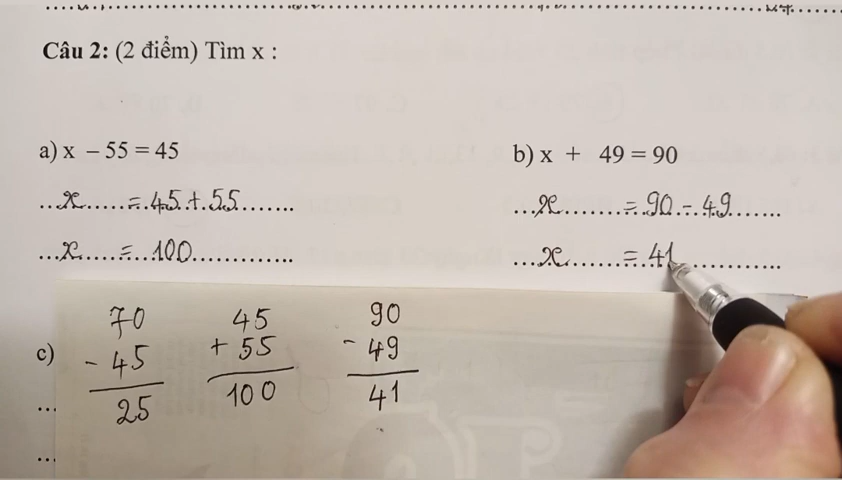 Câu 2: (2 điểm) Tìm x :
a) x - 55 = 45
x = 45 + 55
x = 100
b) x + 49 = 90
x = 90 - 49
x = 41
c)
70
- 45
25
45
+ 55
100
90
- 49
41